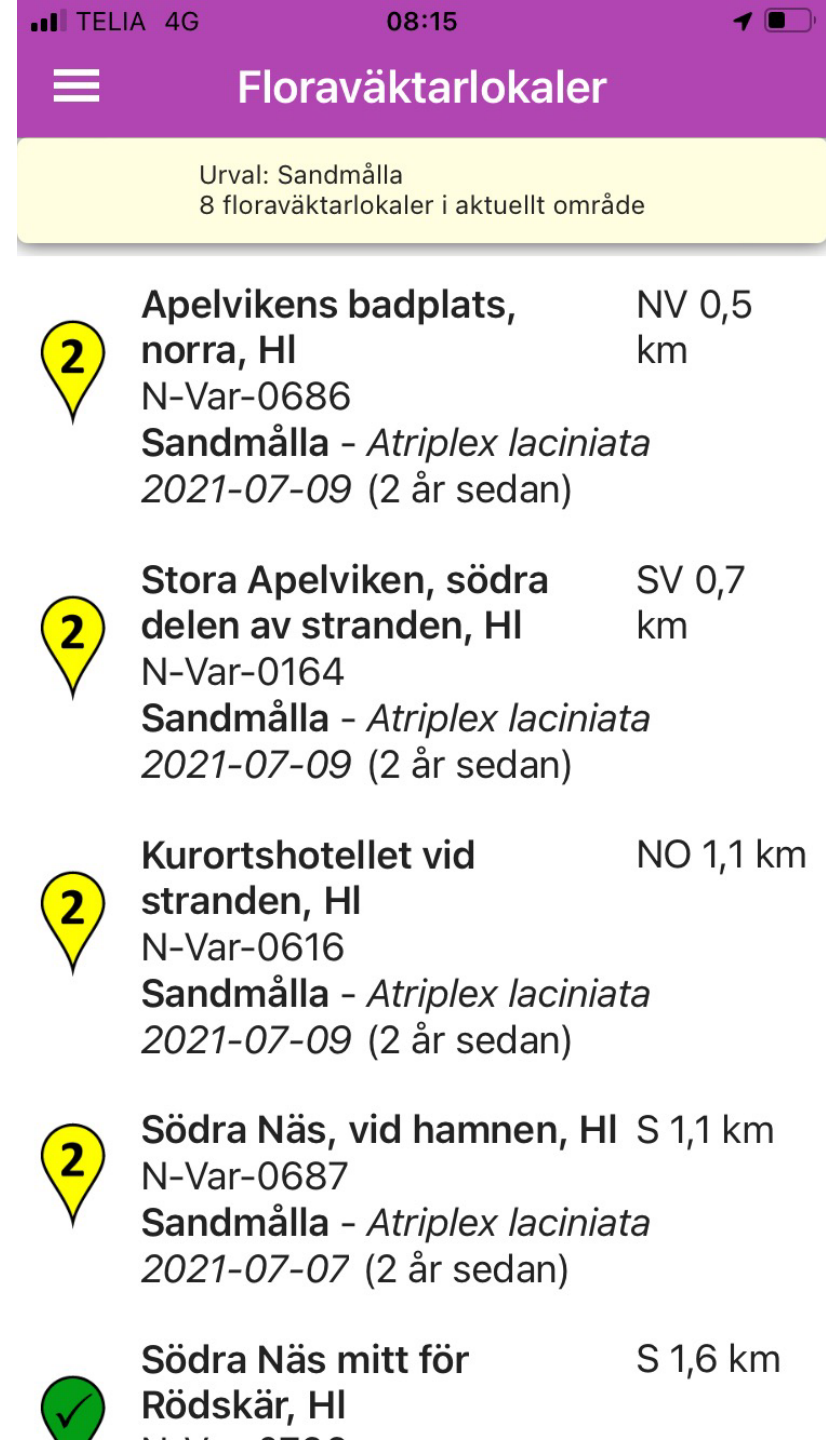 TELIA 4G 08:15
Floraväktarlokaler
Urval: Sandmålla
8 floraväktarlokaler i aktuellt område
2
Apelvikens badplats, NV 0,5
norra, Hl km
N-Var-0686
Sandmålla - Atriplex laciniata
2021-07-09 (2 år sedan)
2
Stora Apelviken, södra SV 0,7
delen av stranden, Hl km
N-Var-0164
Sandmålla - Atriplex laciniata
2021-07-09 (2 år sedan)
2
Kurortshotellet vid NO 1,1 km
stranden, Hl
N-Var-0616
Sandmålla - Atriplex laciniata
2021-07-09 (2 år sedan)
2
Södra Näs, vid hamnen, Hl S 1,1 km
N-Var-0687
Sandmålla - Atriplex laciniata
2021-07-07 (2 år sedan)
Södra Näs mitt för S 1,6 km
Rödskär, Hl